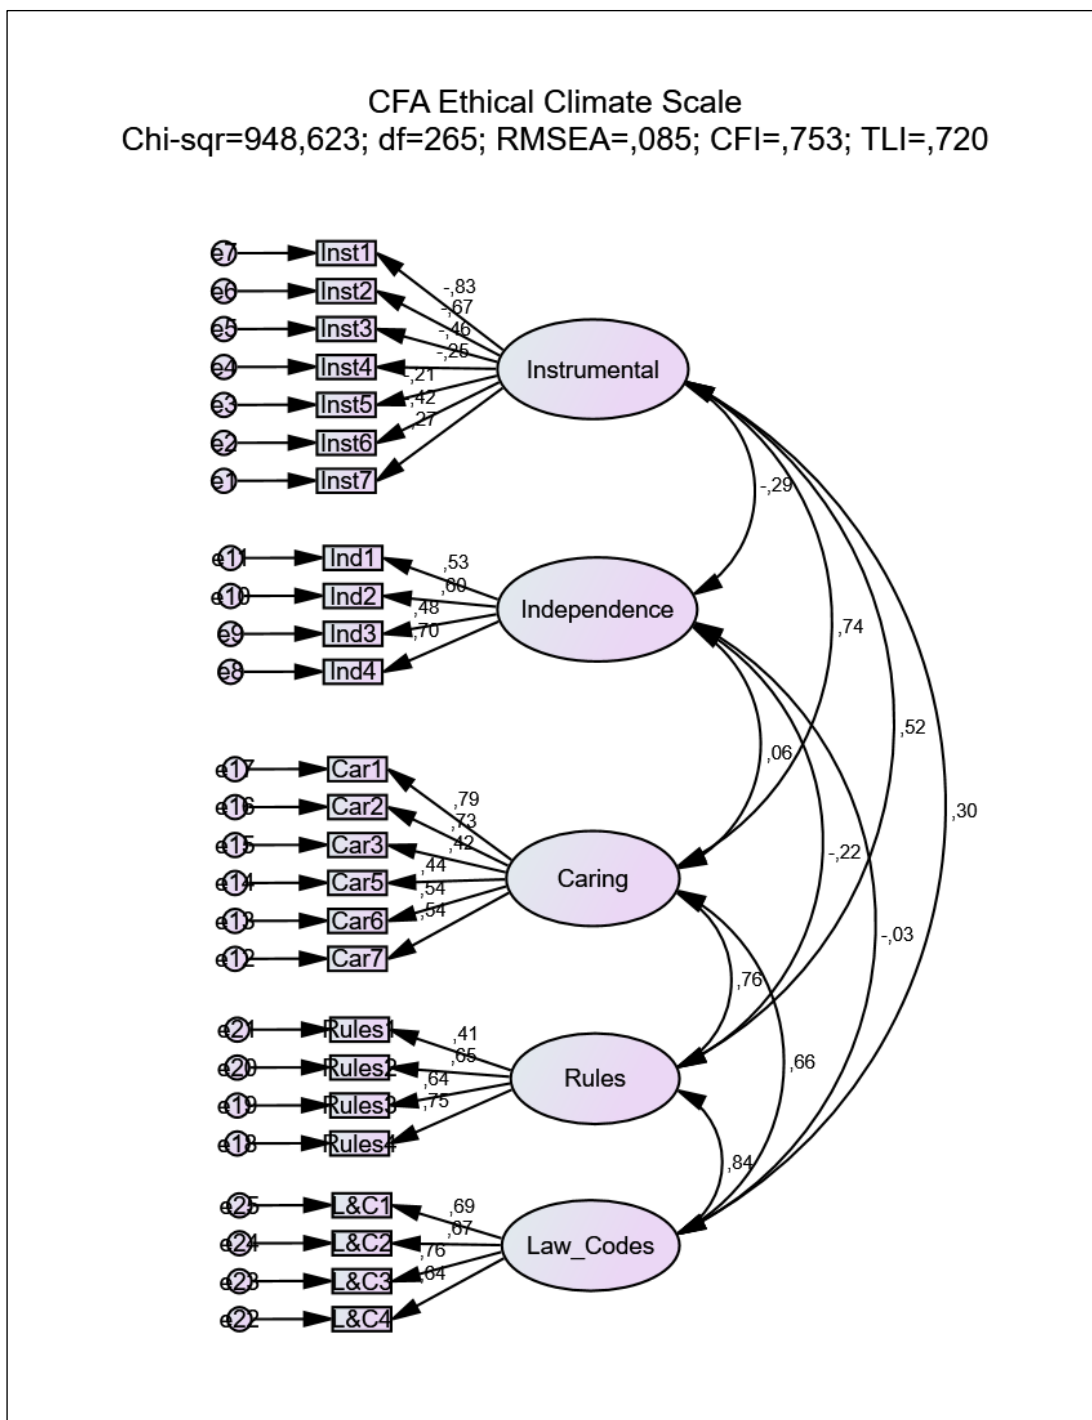 CFA Ethical Climate Scale
Chi-sqr=948,623; df=265; RMSEA=,085; CFI=,753; TLI=,720
e7 Inst1
-,83
e6 Inst2
-,67
e5 Inst3
-,46
e4 Inst4
-,25
Instrumental
e3 Inst5
-,21
e2 Inst6
,42
e1 Inst7
,27
-,29
e11 Ind1
,53
e10 Ind2
,60
Independence
e9 Ind3
,48
e8 Ind4
,70
,74
,52
,06
,30
e17 Car1
,79
e16 Car2
,73
e15 Car3
,42
-,22
e14 Car5
,44
Caring
e13 Car6
,54
e12 Car7
,54
-,03
,76
e21 Rules1
,41
e20 Rules2
,65
Rules
,66
e19 Rules3
,64
e18 Rules4
,75
,84
e25 L&C1
,69
e24 L&C2
,67
Law_Codes
e23 L&C3
,76
e22 L&C4
,64